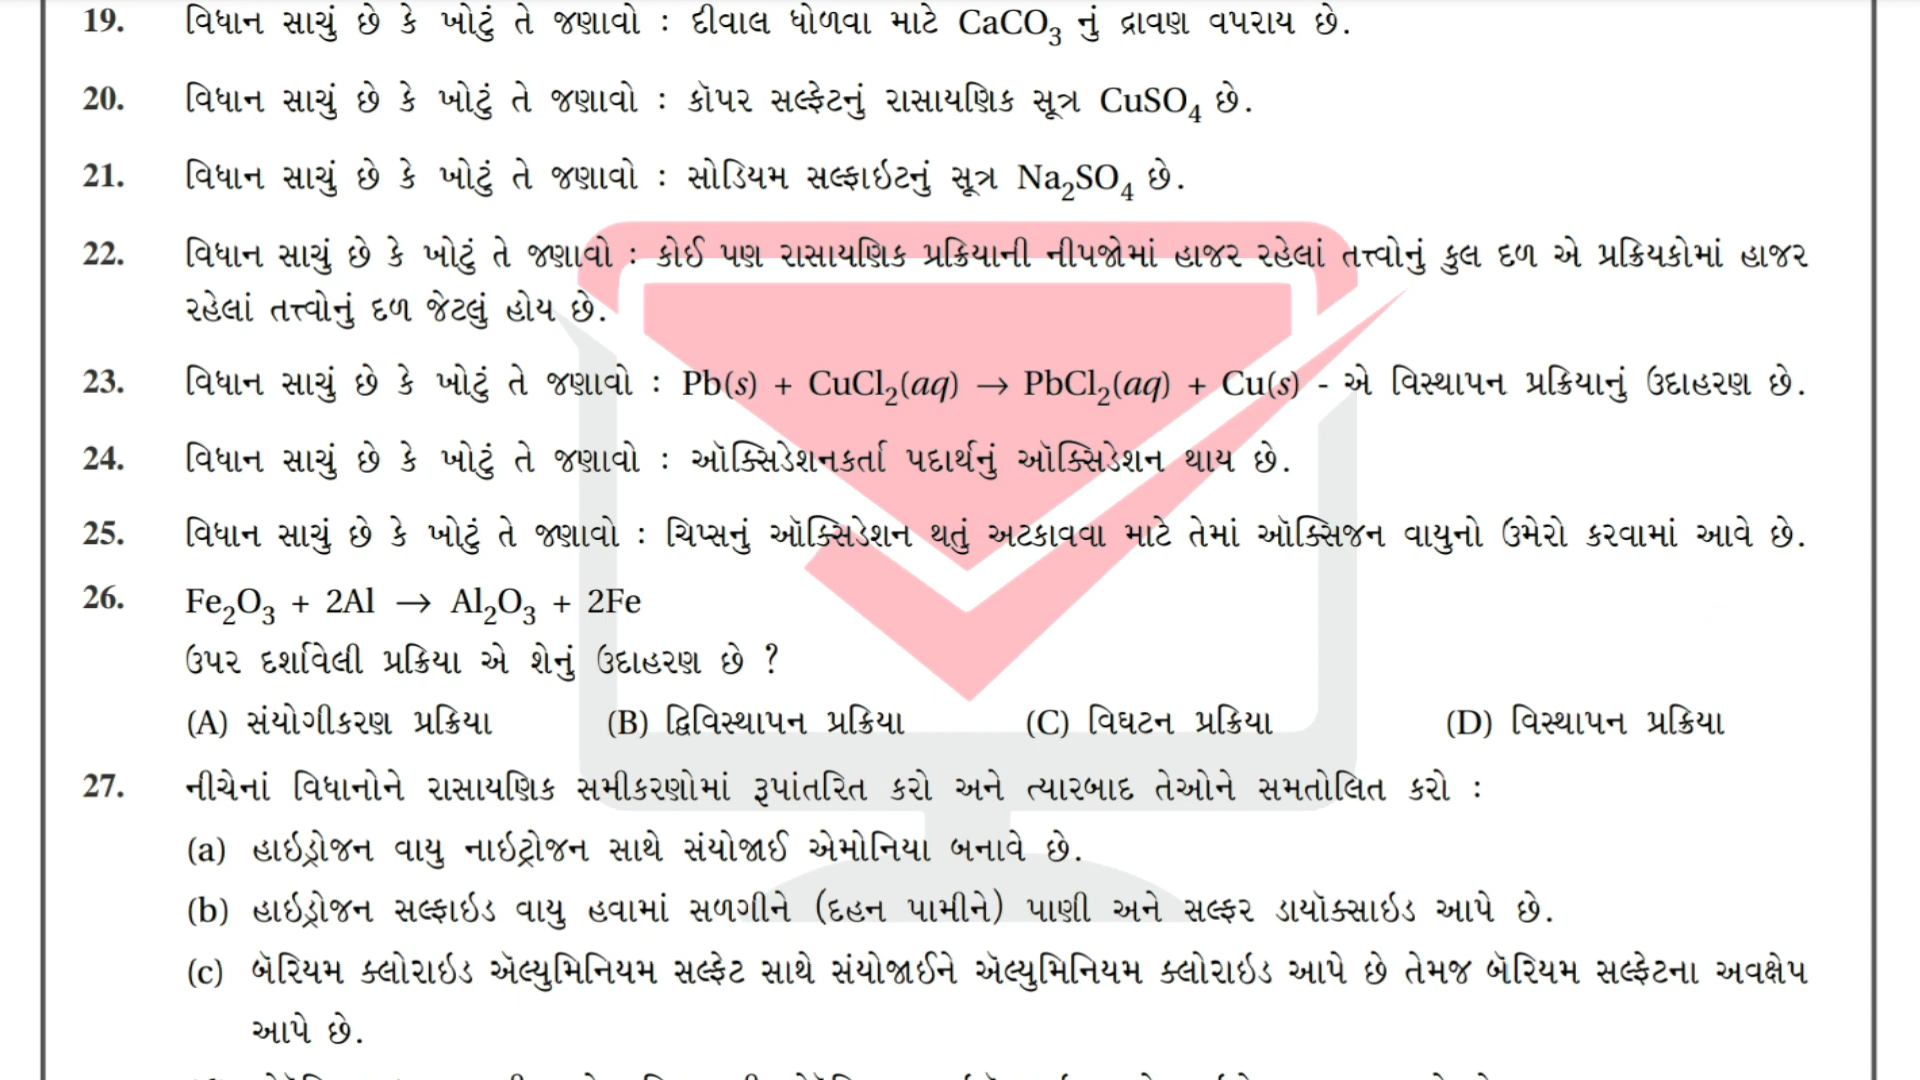 19. વિધાન સાચું છે કે ખોટું તે જણાવો : દીવાલ ધોળવા માટે CaCO₃ નું દ્રાવણ વપરાય છે.
20. વિધાન સાચું છે કે ખોટું તે જણાવો : કૉપર સલ્ફેટનું રાસાયણિક સૂત્ર CuSO₄ છે.
21. વિધાન સાચું છે કે ખોટું તે જણાવો : સોડિયમ સલ્ફાઇટનું સૂત્ર Na₂SO₄ છે.
22. વિધાન સાચું છે કે ખોટું તે જણાવો : કોઈ પણ રાસાયણિક પ્રક્રિયાની નીપજોમાં હાજર રહેલાં તત્ત્વોનું કુલ દળ એ પ્રક્રિયકોમાં હાજર
રહેલાં તત્ત્વોનું દળ જેટલું હોય છે.
23. વિધાન સાચું છે કે ખોટું તે જણાવો : Pb(s) + CuCl₂(aq) → PbCl₂(aq) + Cu(s) - એ વિસ્થાપન પ્રક્રિયાનું ઉદાહરણ છે.
24. વિધાન સાચું છે કે ખોટું તે જણાવો : ઑક્સિડેશનકર્તા પદાર્થનું ઑક્સિડેશન થાય છે.
25. વિધાન સાચું છે કે ખોટું તે જણાવો : ચિપ્સનું ઑક્સિડેશન થતું અટકાવવા માટે તેમાં ઑક્સિજન વાયુનો ઉમેરો કરવામાં આવે છે.
26. Fe₂O₃ + 2Al → Al₂O₃ + 2Fe
ઉપર દર્શાવેલી પ્રક્રિયા એ શેનું ઉદાહરણ છે ?
(A) સંયોગીકરણ પ્રક્રિયા (B) દ્વિવિસ્થાપન પ્રક્રિયા (C) વિઘટન પ્રક્રિયા (D) વિસ્થાપન પ્રક્રિયા
27. નીચેનાં વિધાનોને રાસાયણિક સમીકરણોમાં રૂપાંતરિત કરો અને ત્યારબાદ તેઓને સમતોલિત કરો :
(a) હાઇડ્રોજન વાયુ નાઇટ્રોજન સાથે સંયોજાઈ એમોનિયા બનાવે છે.
(b) હાઇડ્રોજન સલ્ફાઇડ વાયુ હવામાં સળગીને (દહન પામીને) પાણી અને સલ્ફર ડાયૉક્સાઇડ આપે છે.
(c) બૅરિયમ ક્લોરાઇડ ઍલ્યુમિનિયમ સલ્ફેટ સાથે સંયોજાઈને ઍલ્યુમિનિયમ ક્લોરાઇડ આપે છે તેમજ બૅરિયમ સલ્ફેટના અવક્ષેપ
આપે છે.